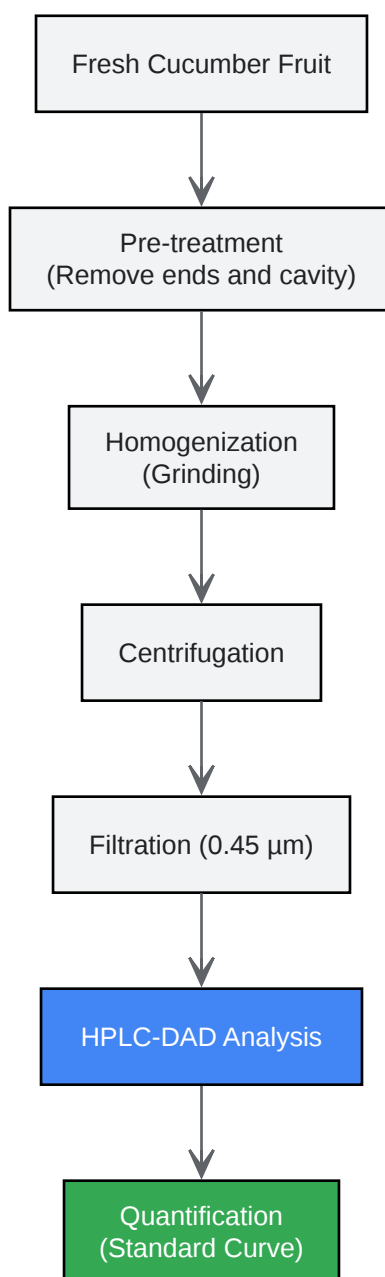 Fresh Cucumber Fruit
Pre-treatment
(Remove ends and cavity)
Homogenization
(Grinding)
Centrifugation
Filtration (0.45 µm)
HPLC-DAD Analysis
Quantification
(Standard Curve)